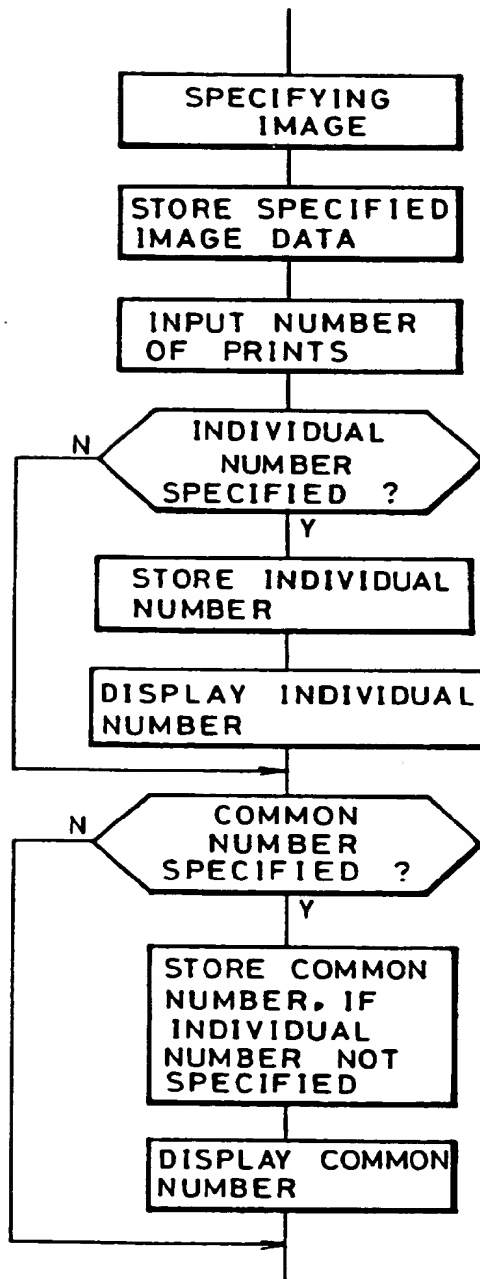 SPECIFYING
IMAGE
STORE SPECIFIED
IMAGE DATA
INPUT NUMBER
OF PRINTS
INDIVIDUAL
NUMBER
SPECIFIED ?
N
Y
STORE INDIVIDUAL
NUMBER
DISPLAY INDIVIDUAL
NUMBER
COMMON
NUMBER
SPECIFIED ?
N
Y
STORE COMMON
NUMBER, IF
INDIVIDUAL
NUMBER NOT
SPECIFIED
DISPLAY COMMON
NUMBER